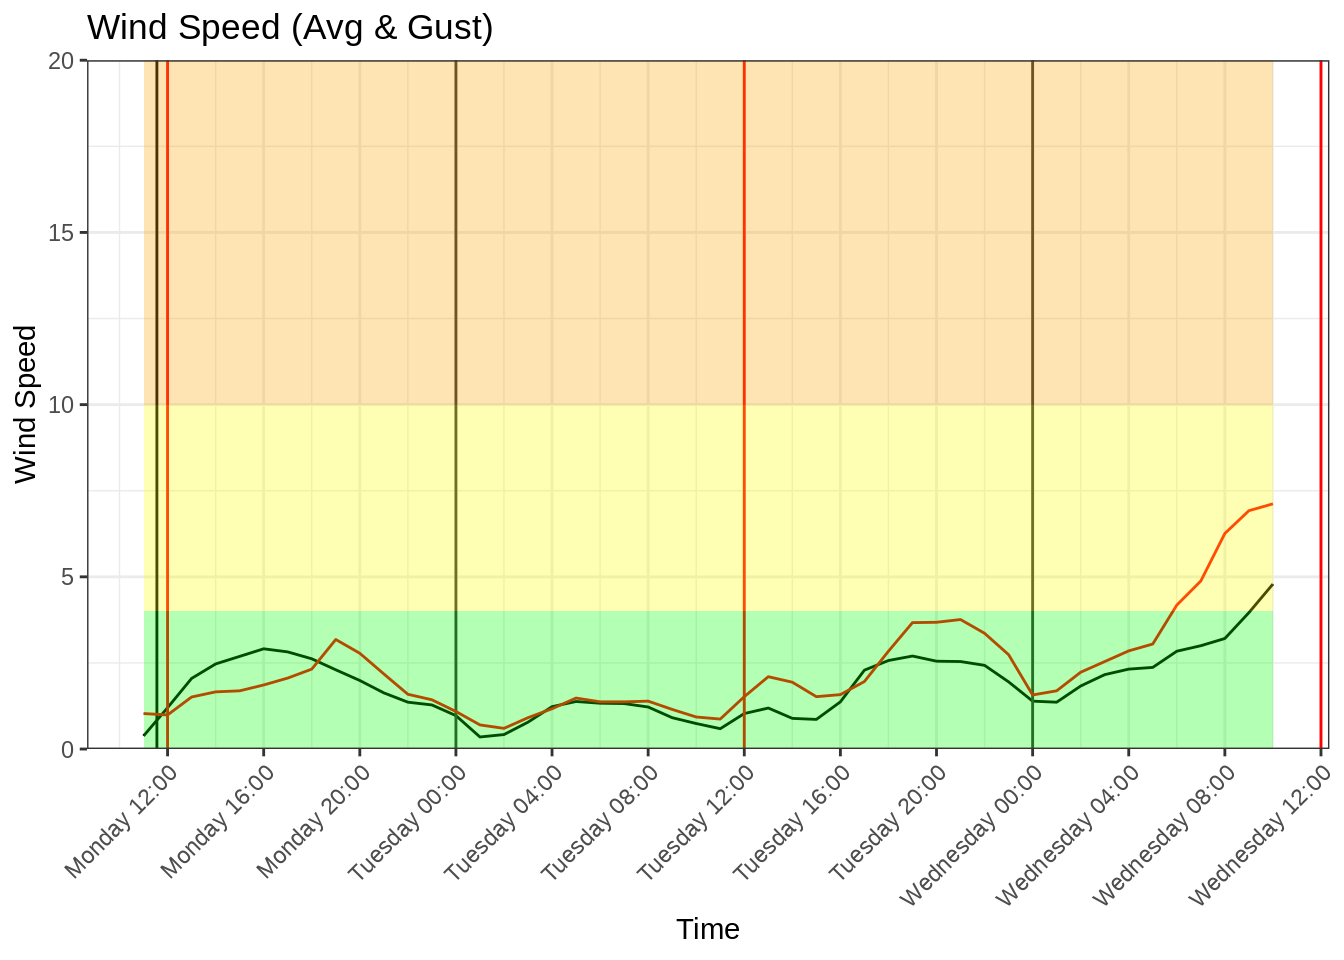 Wind Speed (Avg & Gust)
20
15
10
5
0
Wind Speed
Monday 12:00
Monday 16:00
Monday 20:00
Tuesday 00:00
Tuesday 04:00
Tuesday 08:00
Tuesday 12:00
Tuesday 16:00
Tuesday 20:00
Wednesday 00:00
Wednesday 04:00
Wednesday 08:00
Wednesday 12:00
Time